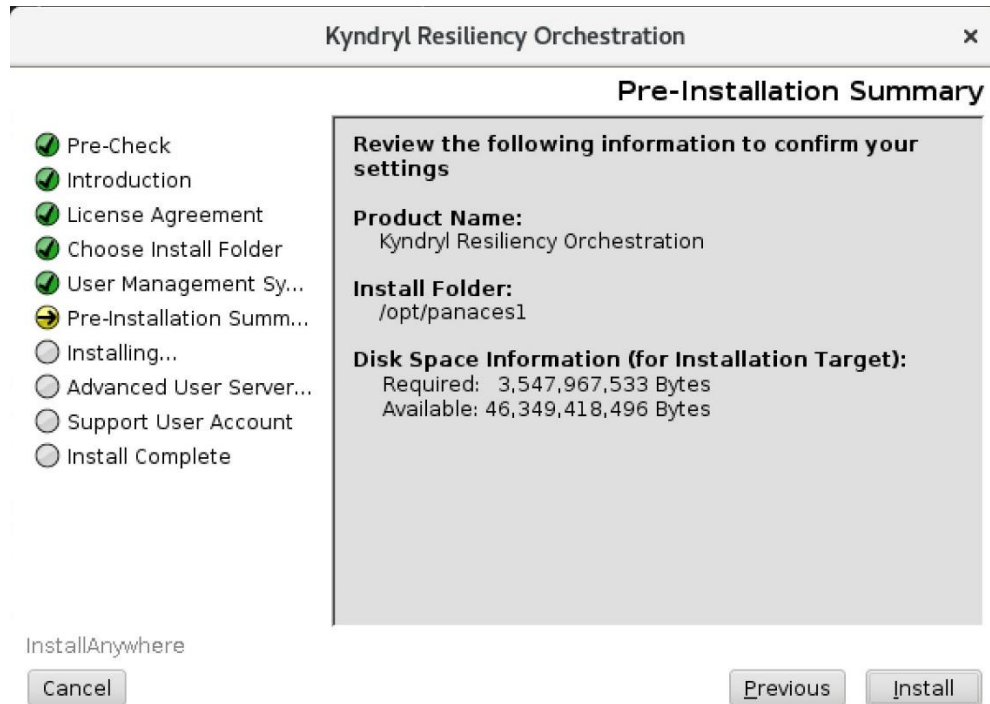 Kyndryl Resiliency Orchestration
×
Pre-Installation Summary
Pre-Check
Introduction
License Agreement
Choose Install Folder
User Management Sy...
Pre-Installation Summ...
Installing...
Advanced User Server...
Support User Account
Install Complete
Review the following information to confirm your
settings
Product Name:
Kyndryl Resiliency Orchestration
Install Folder:
/opt/panaces1
Disk Space Information (for Installation Target):
Required: 3,547,967,533 Bytes
Available: 46,349,418,496 Bytes
InstallAnywhere
Cancel
Previous
Install